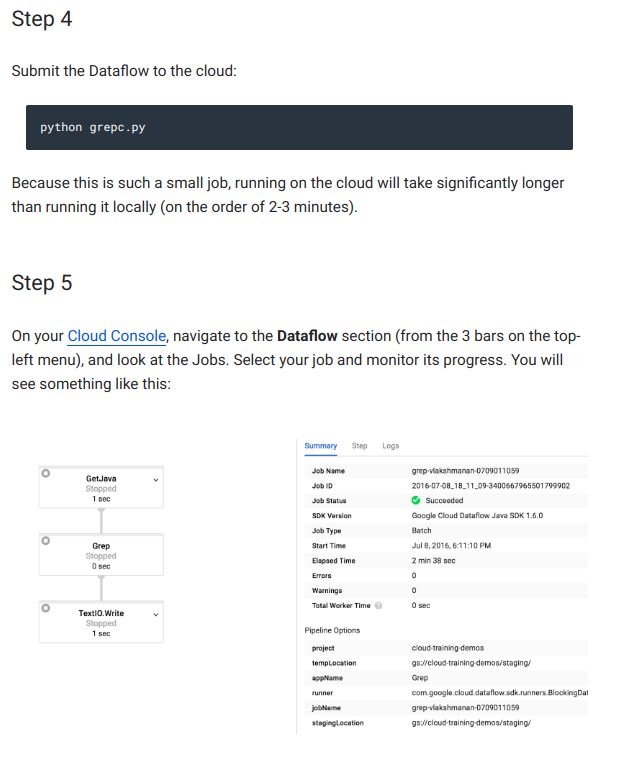 Step 4
Submit the Dataflow to the cloud:
python grepc.py
Because this is such a small job, running on the cloud will take significantly longer
than running it locally (on the order of 2-3 minutes).
Step 5
On your Cloud Console, navigate to the Dataflow section (from the 3 bars on the top-
left menu), and look at the Jobs. Select your job and monitor its progress. You will
see something like this:
GetJava
Stopped
1 sec
Grep
Stopped
0 sec
TextIO.Write
Stopped
1 sec
Summary Step Logs
Job Name grep-vlakshmanan-0709011059
Job ID 2016-07-08_18_11_09-3400667965501799902
Job Status Succeeded
SDK Version Google Cloud Dataflow Java SDK 1.6.0
Job Type Batch
Start Time Jul 8, 2016, 6:11:10 PM
Elapsed Time 2 min 38 sec
Errors 0
Warnings 0
Total Worker Time ? 0 sec
Pipeline Options
project cloud-training-demos
tempLocation gs://cloud-training-demos/staging/
appName Grep
runner com.google.cloud.dataflow.sdk.runners.BlockingDat
jobName grep-vlakshmanan-0709011059
stagingLocation gs://cloud-training-demos/staging/